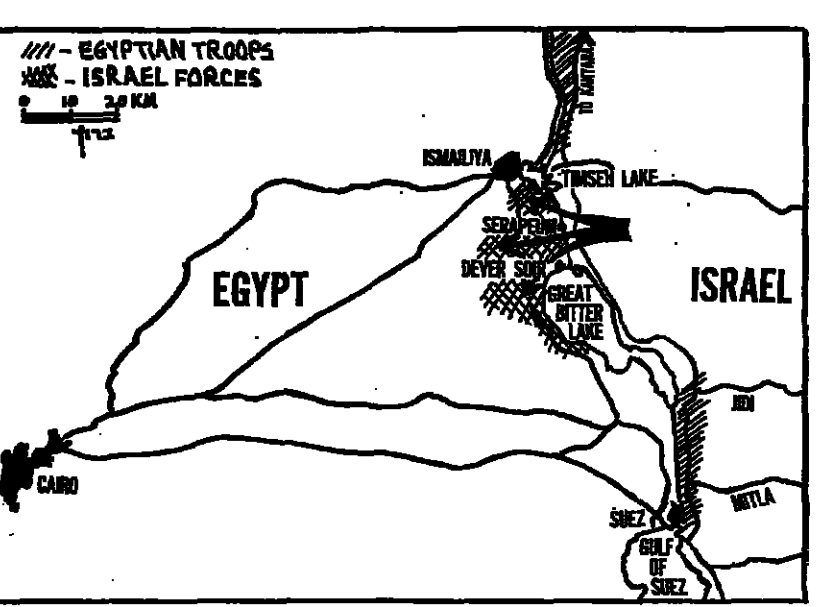 - EGYPTIAN TROOPS
- ISRAEL FORCES
0 10 20 KM
TO KANTARA
ISMAILIYA
TIMSEH LAKE
SERAPEUM
DEVER SOIR
EGYPT
ISRAEL
GREAT
BITTER
LAKE
JIDI
CAIRO
MITLA
SUEZ
GULF
OF
SUEZ